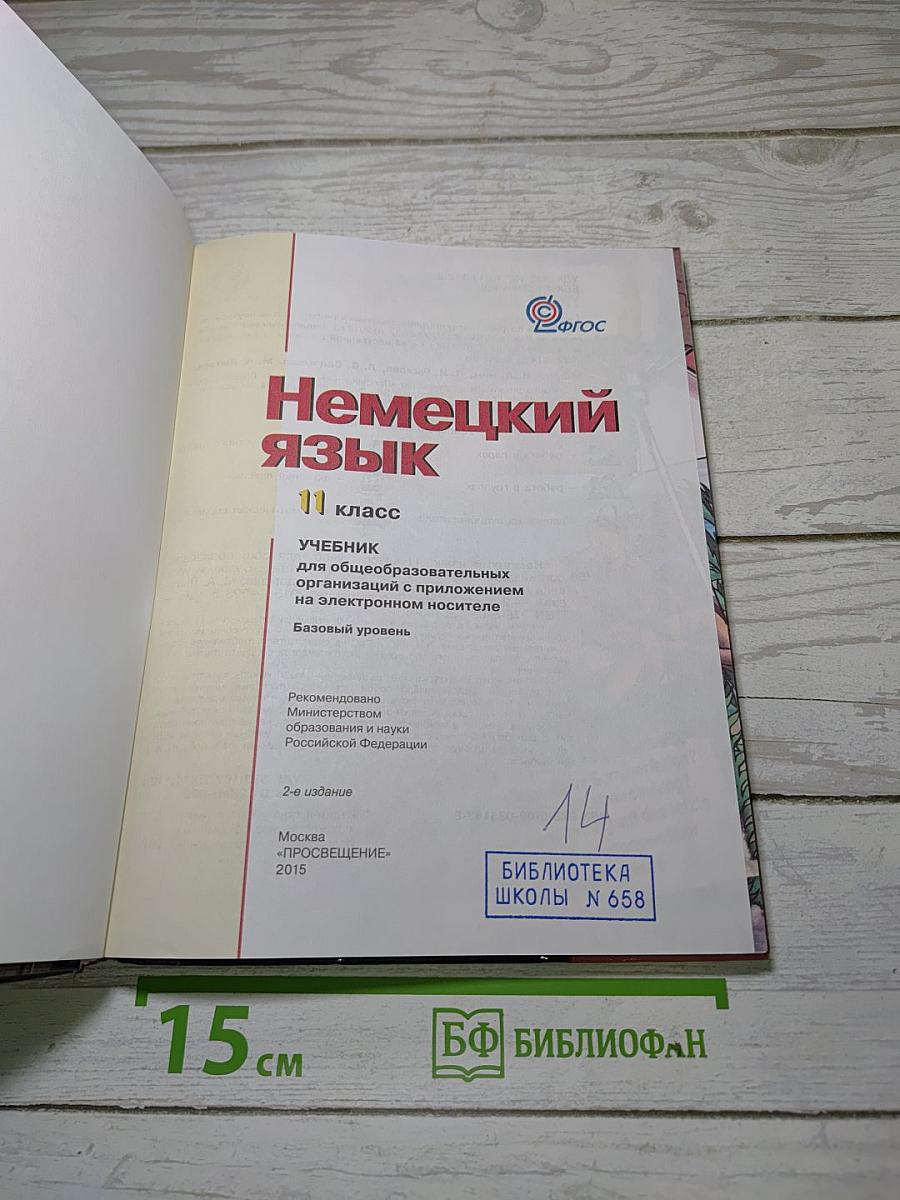 ФГОС
Немецкий
язык
11 класс
УЧЕБНИК
для общеобразовательных
организаций с приложением
на электронном носителе
Базовый уровень
Рекомендовано
Министерством
образования и науки
Российской Федерации
2-е издание
Москва
«ПРОСВЕЩЕНИЕ»
2015
14
БИБЛИОТЕКА
ШКОЛЫ N 658
15 см
БФ БИБЛИОФАН